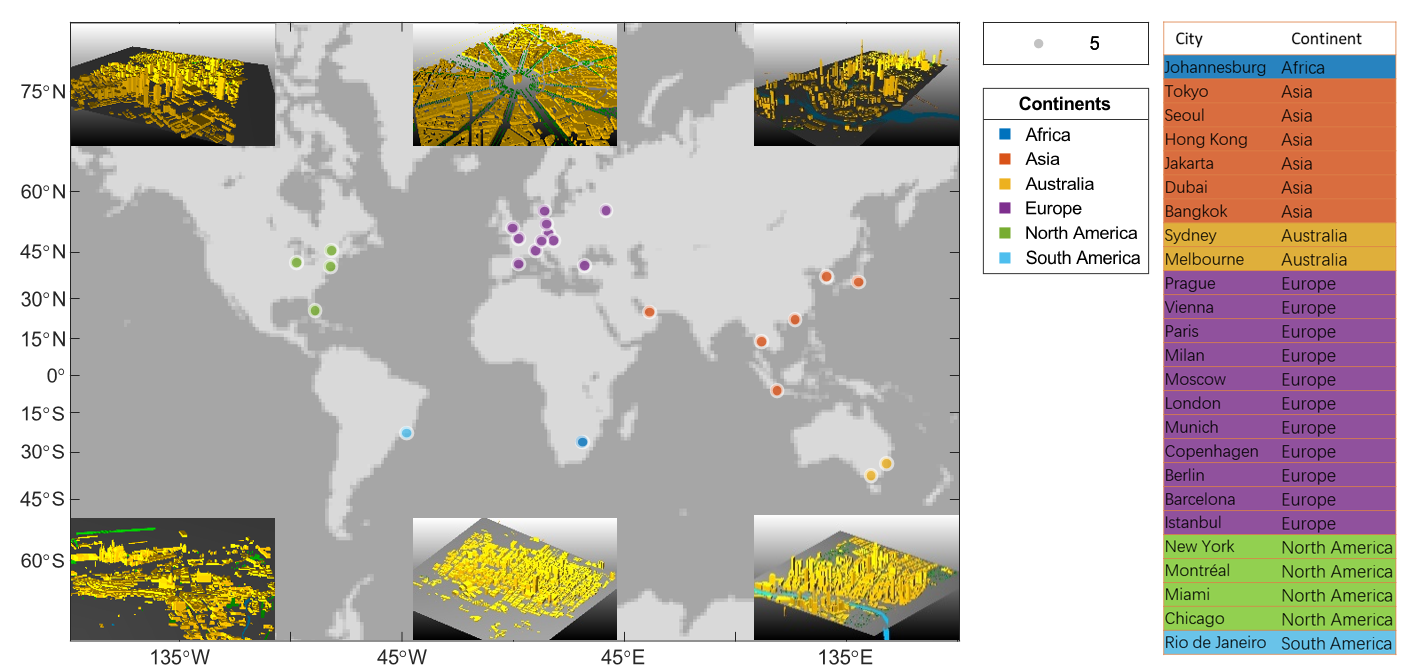 75°N
60°N
45°N
30°N
15°N
0°
15°S
30°S
45°S
60°S
135°W
45°W
45°E
135°E
5
Continents
Africa
Asia
Australia
Europe
North America
South America
City Continent
Johannesburg Africa
Tokyo Asia
Seoul Asia
Hong Kong Asia
Jakarta Asia
Dubai Asia
Bangkok Asia
Sydney Australia
Melbourne Australia
Prague Europe
Vienna Europe
Paris Europe
Milan Europe
Moscow Europe
London Europe
Munich Europe
Copenhagen Europe
Berlin Europe
Barcelona Europe
Istanbul Europe
New York North America
Montréal North America
Miami North America
Chicago North America
Rio de Janeiro South America